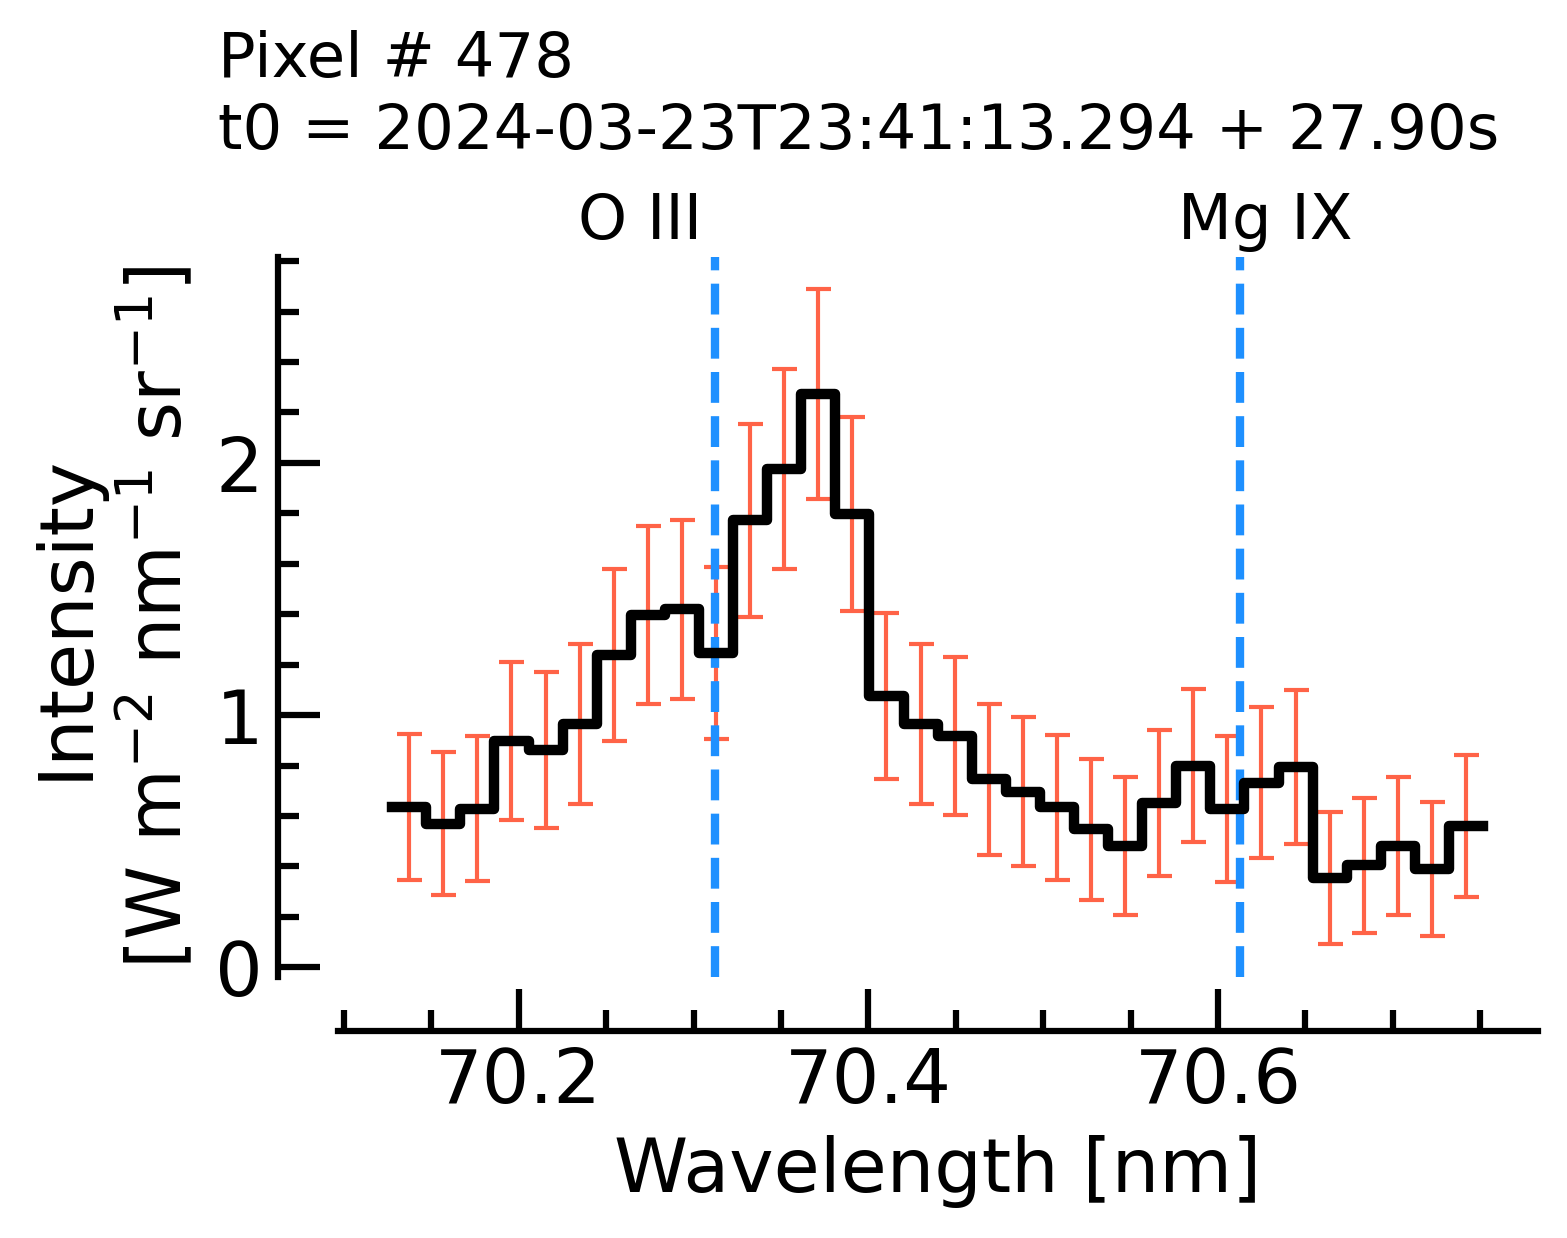 Pixel # 478
t0 = 2024-03-23T23:41:13.294 + 27.90s
O III
Mg IX
Intensity
[W m⁻² nm⁻¹ sr⁻¹]
2
1
0
70.2
70.4
70.6
Wavelength [nm]